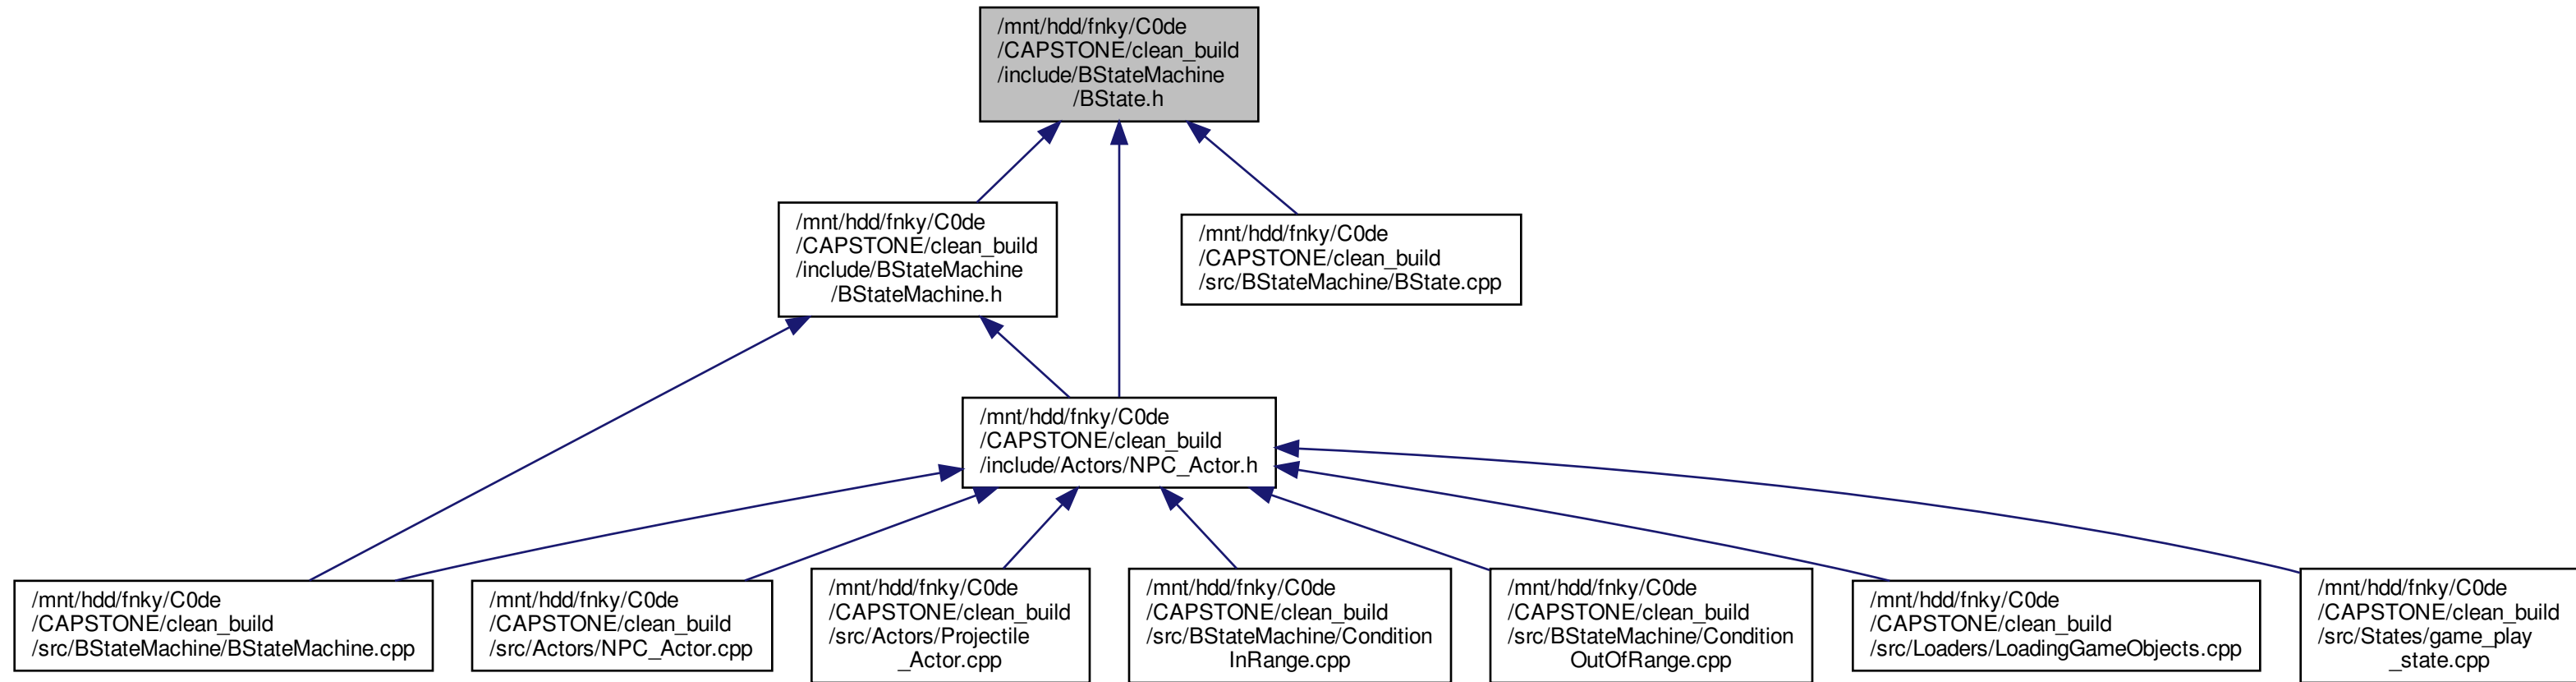 /mnt/hdd/fnky/C0de
/CAPSTONE/clean_build
/include/BStateMachine
/BState.h
/mnt/hdd/fnky/C0de
/CAPSTONE/clean_build
/include/BStateMachine
/BStateMachine.h
/mnt/hdd/fnky/C0de
/CAPSTONE/clean_build
/src/BStateMachine/BState.cpp
/mnt/hdd/fnky/C0de
/CAPSTONE/clean_build
/include/Actors/NPC_Actor.h
/mnt/hdd/fnky/C0de
/CAPSTONE/clean_build
/src/BStateMachine/BStateMachine.cpp
/mnt/hdd/fnky/C0de
/CAPSTONE/clean_build
/src/Actors/NPC_Actor.cpp
/mnt/hdd/fnky/C0de
/CAPSTONE/clean_build
/src/Actors/Projectile
_Actor.cpp
/mnt/hdd/fnky/C0de
/CAPSTONE/clean_build
/src/BStateMachine/Condition
InRange.cpp
/mnt/hdd/fnky/C0de
/CAPSTONE/clean_build
/src/BStateMachine/Condition
OutOfRange.cpp
/mnt/hdd/fnky/C0de
/CAPSTONE/clean_build
/src/Loaders/LoadingGameObjects.cpp
/mnt/hdd/fnky/C0de
/CAPSTONE/clean_build
/src/States/game_play
_state.cpp